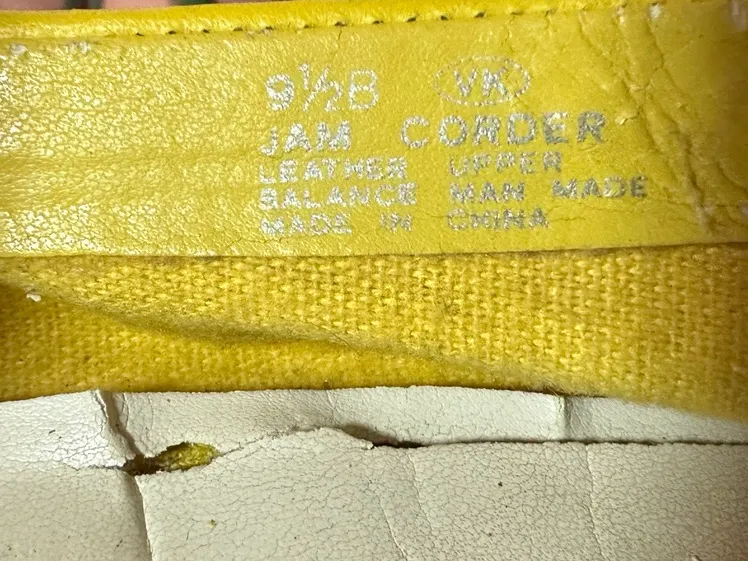 9½B VK
JAM CORDER
LEATHER UPPER
BALANCE MAN MADE
MADE IN CHINA